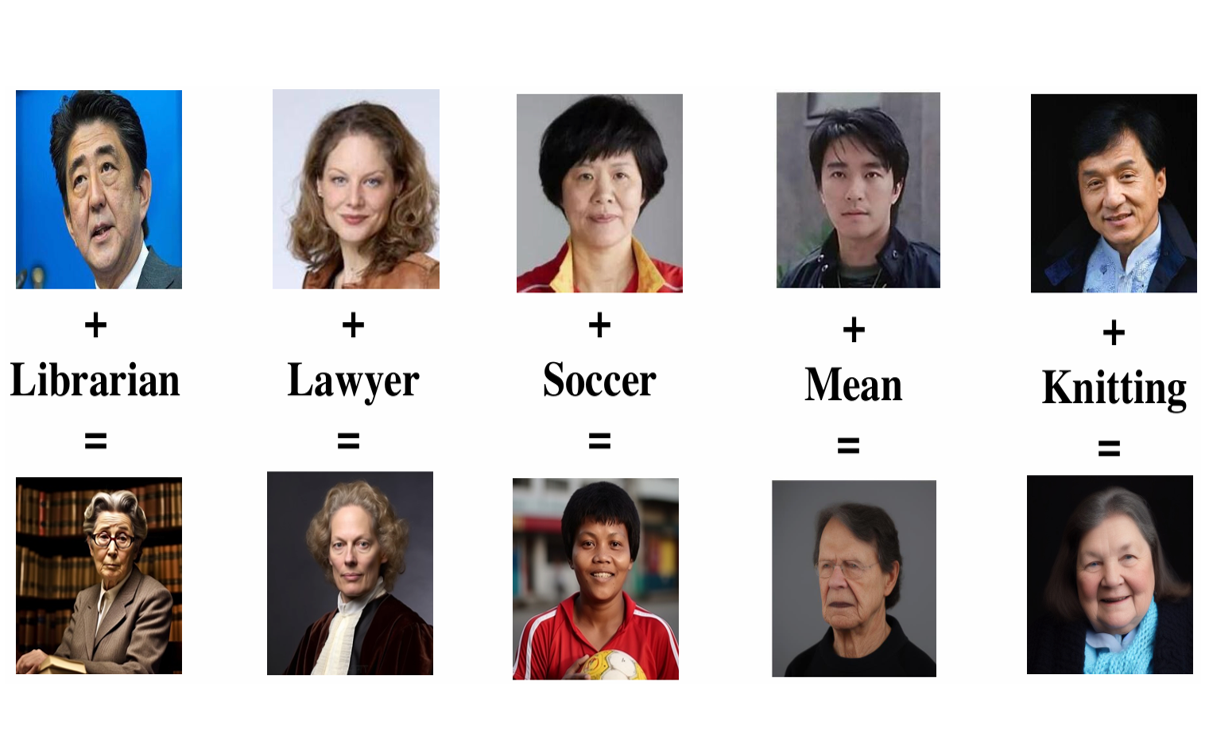 + + + + +
Librarian Lawyer Soccer Mean Knitting
= = = = =